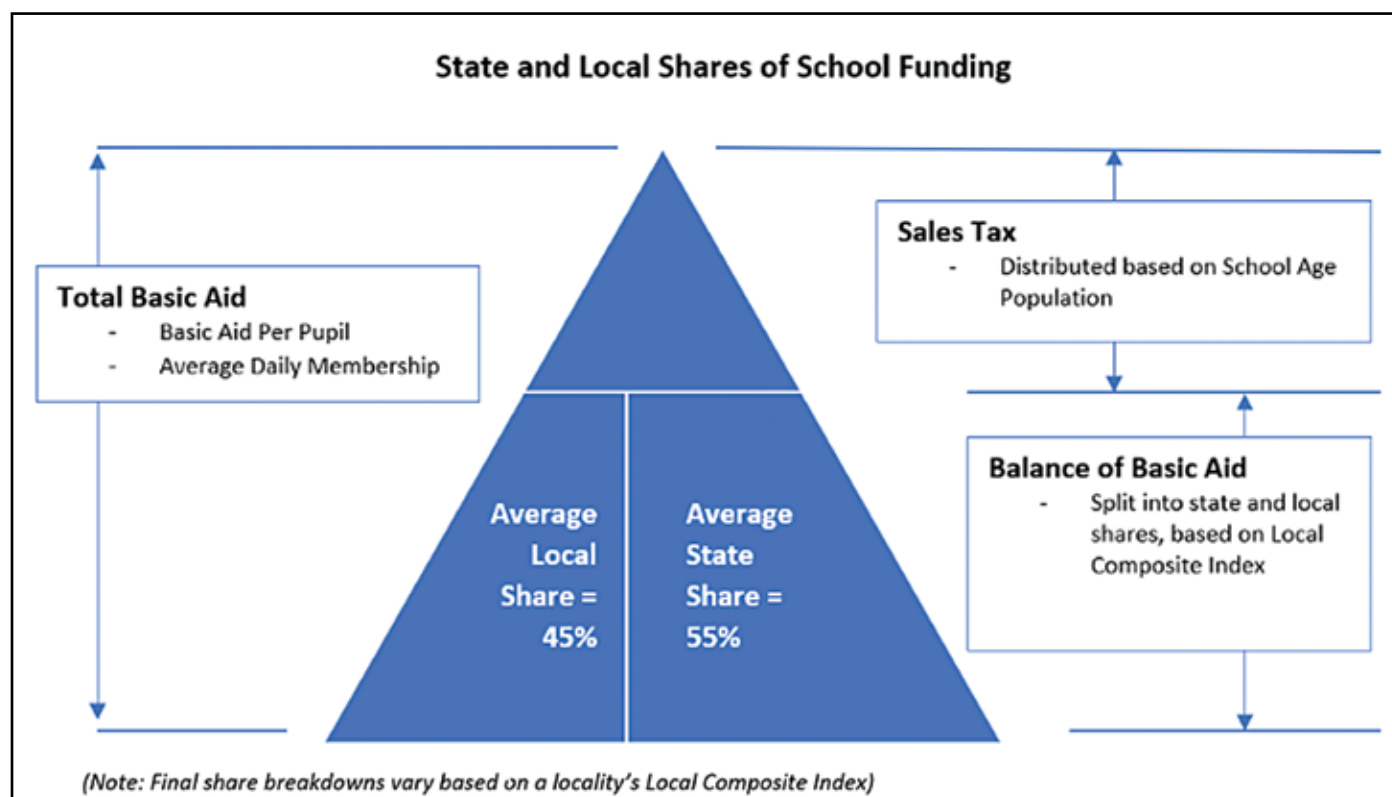 State and Local Shares of School Funding
Total Basic Aid
- Basic Aid Per Pupil
- Average Daily Membership
Average
Local
Share =
45%
Average
State
Share =
55%
Sales Tax
- Distributed based on School Age
Population
Balance of Basic Aid
- Split into state and local
shares, based on Local
Composite Index
(Note: Final share breakdowns vary based on a locality's Local Composite Index)